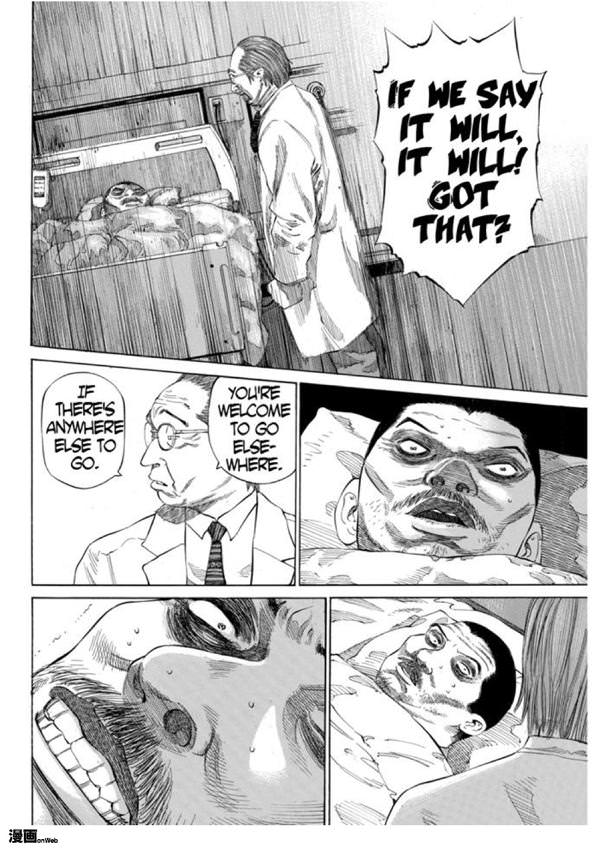 IF WE SAY
IT WILL,
IT WILL!
GOT
THAT?
YOU'RE
WELCOME
TO GO
ELSE-
WHERE.
IF
THERE'S
ANYWHERE
ELSE TO
GO.
漫画onWeb